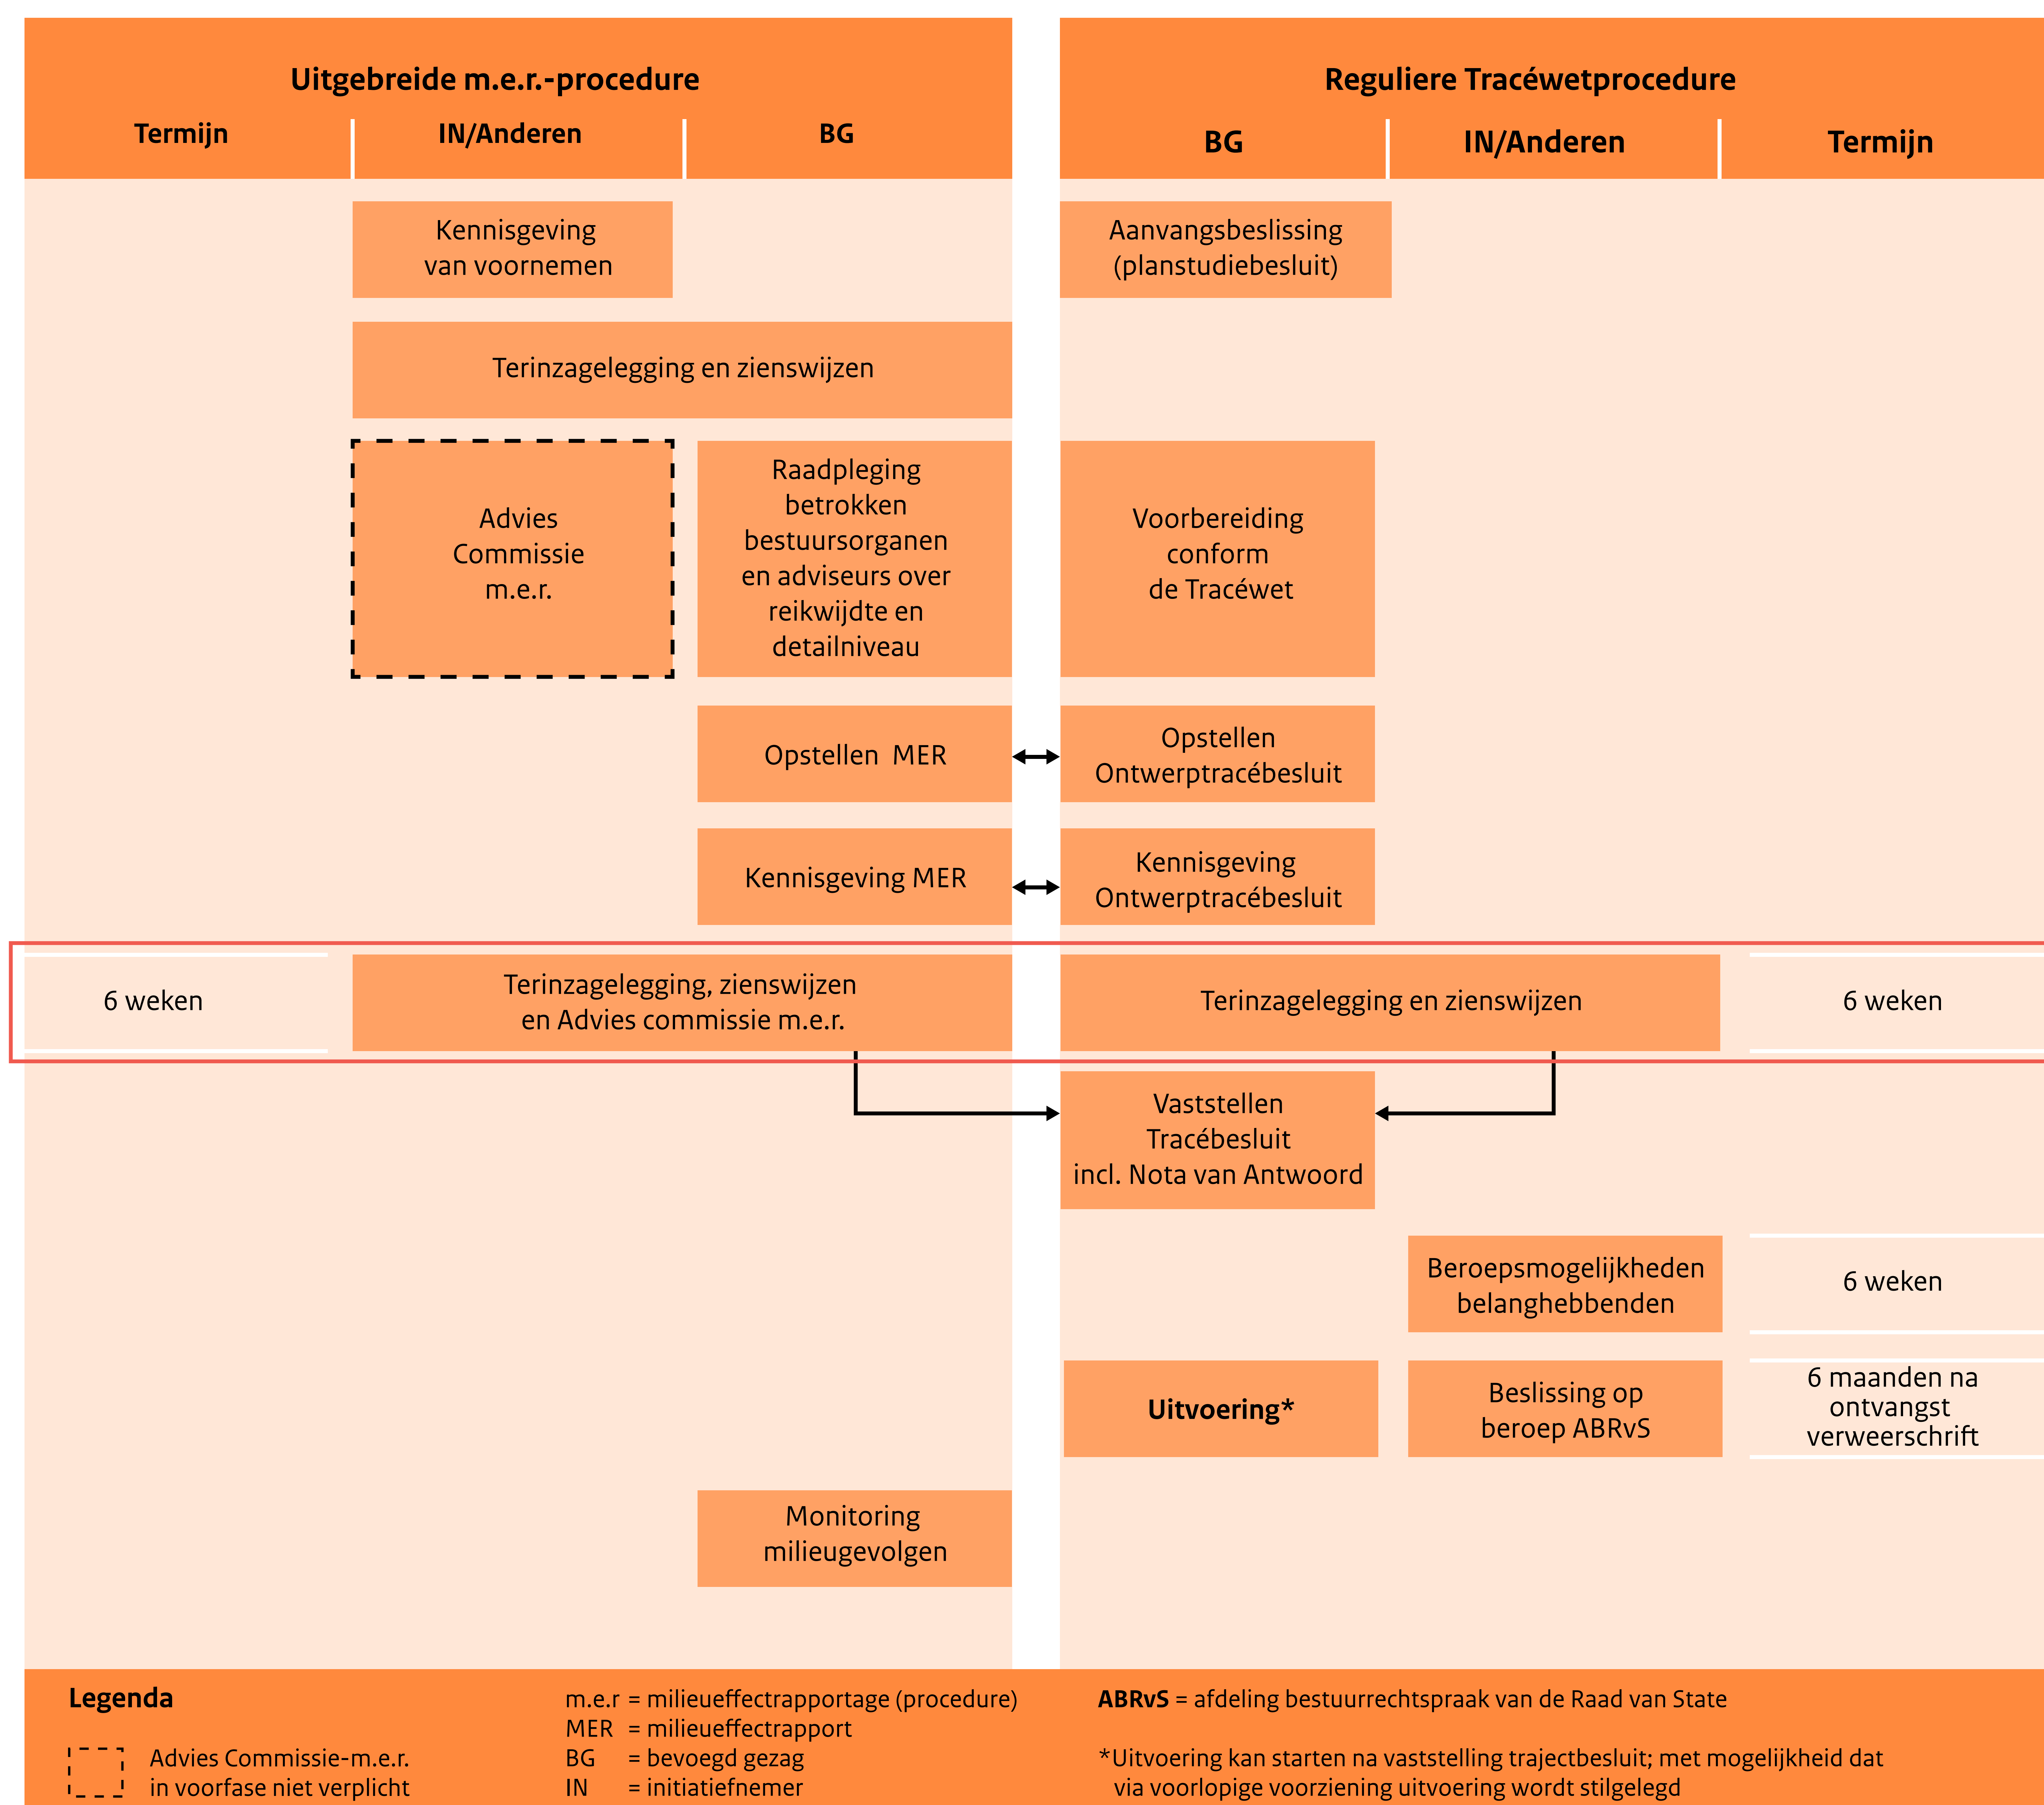 Uitgebreide m.e.r.-procedure
Termijn
IN/Anderen
BG
Reguliere Tracéwetprocedure
BG
IN/Anderen
Termijn
Kennisgeving
van voornemen
Aanvangsbeslissing
(planstudiebesluit)
Terinzagelegging en zienswijzen
Advies
Commissie
m.e.r.
Raadpleging
betrokken
bestuursorganen
en adviseurs over
reikwijdte en
detailniveau
Voorbereiding
conform
de Tracéwet
Opstellen MER
Opstellen
Ontwerptracébesluit
Kennisgeving MER
Kennisgeving
Ontwerptracébesluit
6 weken
Terinzagelegging, zienswijzen
en Advies commissie m.e.r.
Terinzagelegging en zienswijzen
6 weken
Vaststellen
Tracébesluit
incl. Nota van Antwoord
Beroepsmogelijkheden
belanghebbenden
6 weken
Uitvoering*
Beslissing op
beroep ABRvS
6 maanden na
ontvangst
verweerschrift
Monitoring
milieugevolgen
Legenda
Advies Commissie-m.e.r.
in voorfase niet verplicht
m.e.r = milieueffectrapportage (procedure)
MER = milieueffectrapport
BG = bevoegd gezag
IN = initiatiefnemer
ABRvS = afdeling bestuurrechtspraak van de Raad van State
*Uitvoering kan starten na vaststelling trajectbesluit; met mogelijkheid dat
via voorlopige voorziening uitvoering wordt stilgelegd